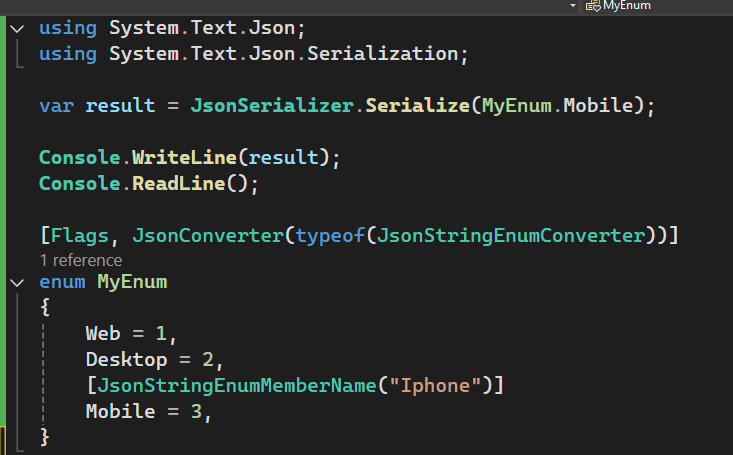 MyEnum
using System.Text.Json;
using System.Text.Json.Serialization;
var result = JsonSerializer.Serialize(MyEnum.Mobile);
Console.WriteLine(result);
Console.ReadLine();
[Flags, JsonConverter(typeof(JsonStringEnumConverter))]
1 reference
enum MyEnum
{
Web = 1,
Desktop = 2,
[JsonStringEnumMemberName("Iphone")]
Mobile = 3,
}